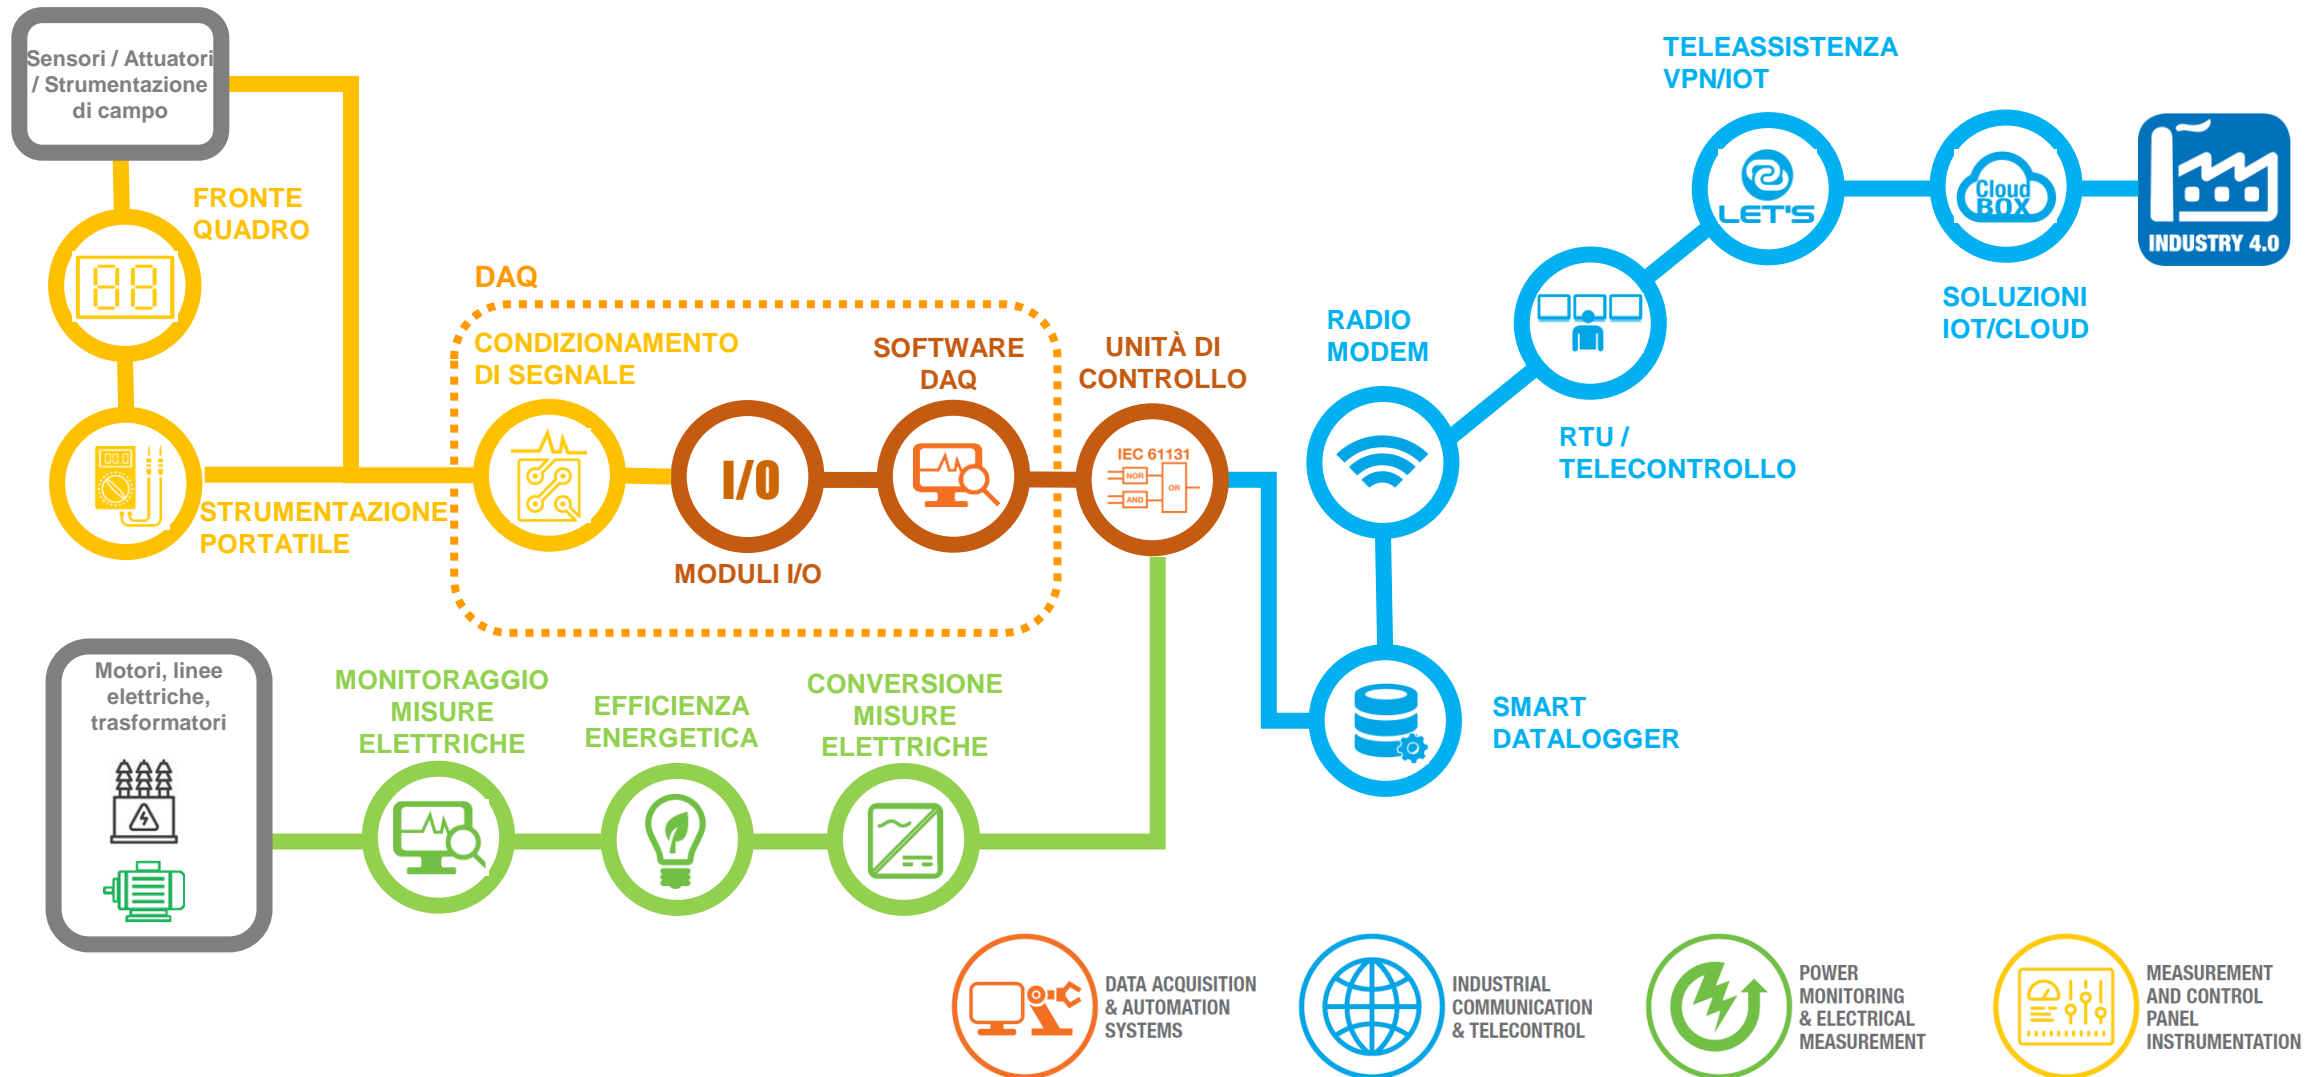 Sensori / Attuatori
/ Strumentazione
di campo
FRONTE
QUADRO
STRUMENTAZIONE
PORTATILE
DAQ
CONDIZIONAMENTO
DI SEGNALE
I/O
MODULI I/O
SOFTWARE
DAQ
UNITÀ DI
CONTROLLO
IEC 61131
NOR
AND
OR
RADIO
MODEM
SMART
DATALOGGER
RTU /
TELECONTROLLO
TELEASSISTENZA
VPN/IOT
LET'S
Cloud
BOX
SOLUZIONI
IOT/CLOUD
INDUSTRY 4.0
Motori, linee
elettriche,
trasformatori
MONITORAGGIO
MISURE
ELETTRICHE
EFFICIENZA
ENERGETICA
CONVERSIONE
MISURE
ELETTRICHE
DATA ACQUISITION
& AUTOMATION
SYSTEMS
INDUSTRIAL
COMMUNICATION
& TELECONTROL
POWER
MONITORING
& ELECTRICAL
MEASUREMENT
MEASUREMENT
AND CONTROL
PANEL
INSTRUMENTATION